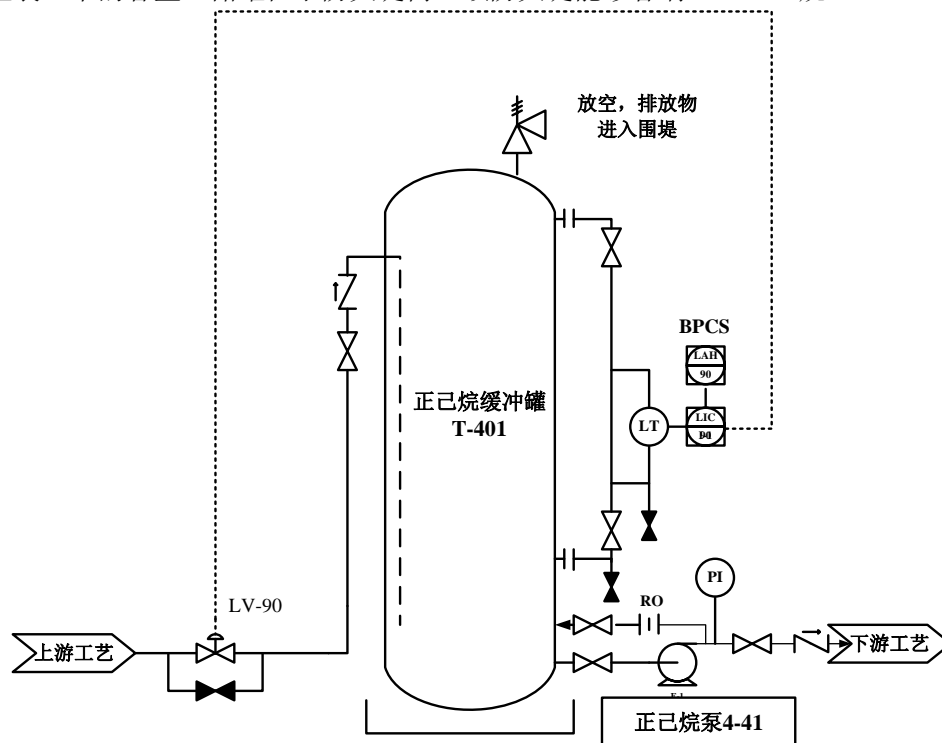 放空，排放物
进入围堤
BPCS
LAH
90
正己烷缓冲罐
T-401
LT
LIC
PI
LV-90
RO
上游工艺
下游工艺
正己烷泵4-41